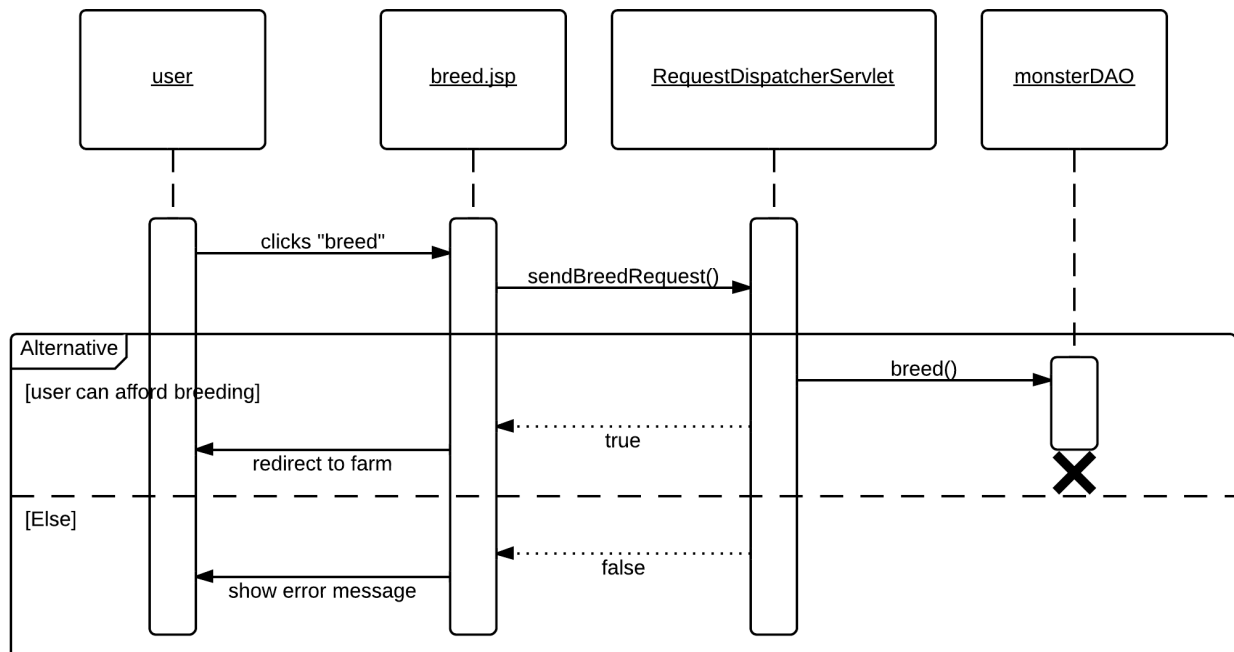 user
breed.jsp
RequestDispatcherServlet
monsterDAO
clicks "breed"
sendBreedRequest()
Alternative
breed()
[user can afford breeding]
true
redirect to farm
[Else]
false
show error message